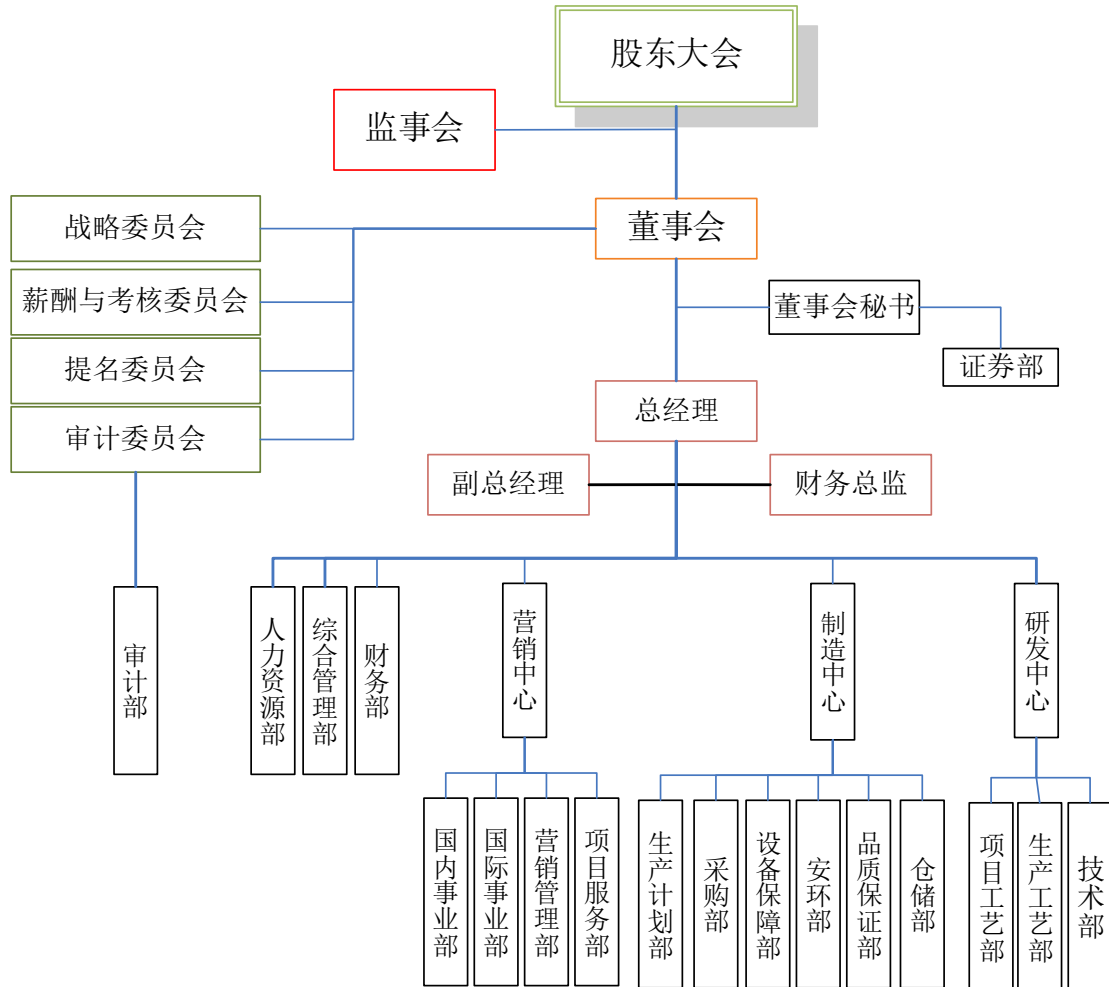 股东大会
监事会
董事会
战略委员会
薪酬与考核委员会
提名委员会
审计委员会
董事会秘书
证券部
总经理
副总经理
财务总监
审计部
人力资源部
综合管理部
财务部
营销中心
制造中心
研发中心
国内事业部
国际事业部
营销管理部
项目服务部
生产计划部
采购部
设备保障部
安环部
品质保证部
仓储部
项目工艺部
生产工艺部
技术部